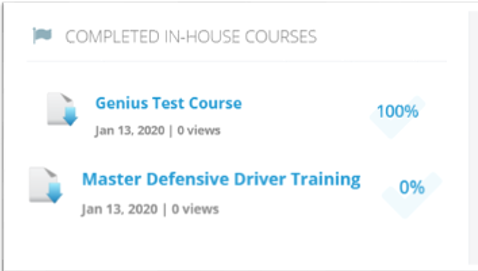 COMPLETED IN-HOUSE COURSES
Genius Test Course
100%
Jan 13, 2020 | 0 views
Master Defensive Driver Training
0%
Jan 13, 2020 | 0 views